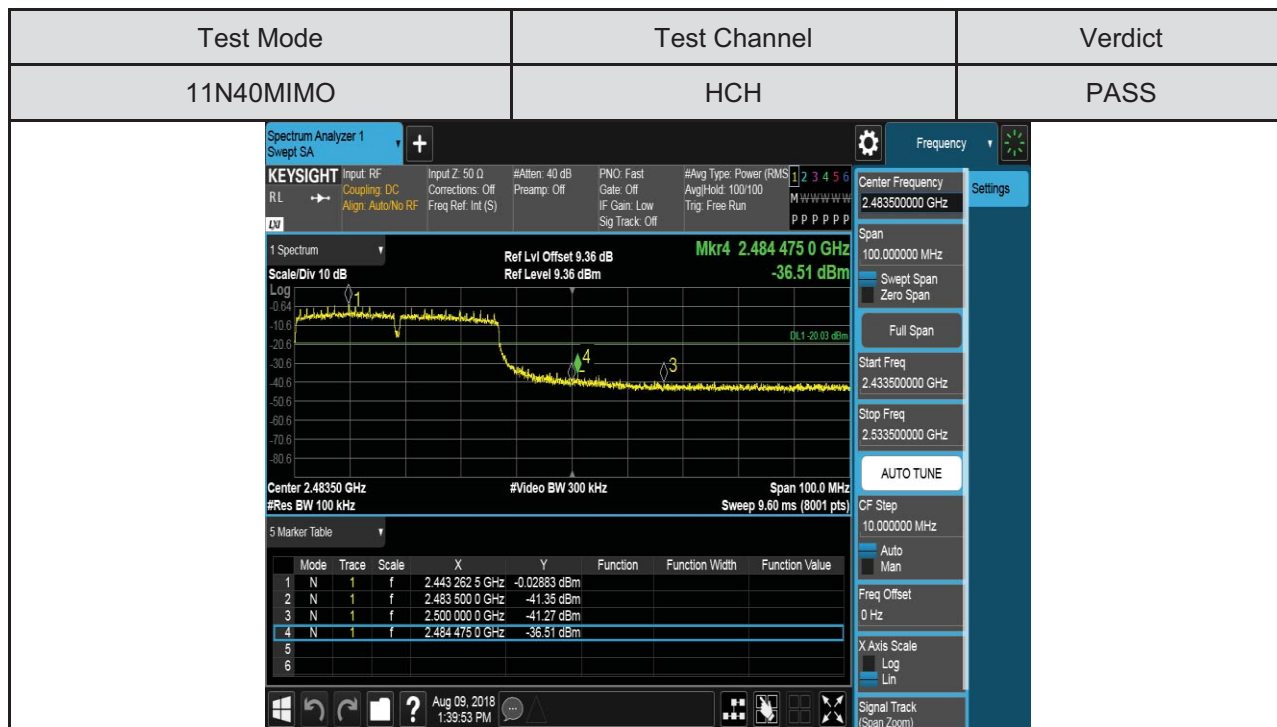 Test Mode Test Channel Verdict
11N40MIMO HCH PASS
Spectrum Analyzer 1
Swept SA
+
Frequency
KEYSIGHT
RL
LXI
Input: RF
Coupling: DC
Align: Auto/No RF
Input Z: 50 Ω
Corrections: Off
Freq Ref: Int (S)
#Atten: 40 dB
Preamp: Off
PNO: Fast
Gate: Off
IF Gain: Low
Sig Track: Off
#Avg Type: Power (RMS
Avg|Hold: 100/100
Trig: Free Run
1 2 3 4 5 6
M W W W W W
P P P P P P
1 Spectrum
Scale/Div 10 dB
Ref Lvl Offset 9.36 dB
Ref Level 9.36 dBm
Mkr4 2.484 475 0 GHz
-36.51 dBm
Log
-0.64
-10.6
-20.6
-30.6
-40.6
-50.6
-60.6
-70.6
-80.6
1
4
3
DL1 -20.03 dBm
Center 2.48350 GHz
#Res BW 100 kHz
#Video BW 300 kHz
Span 100.0 MHz
Sweep 9.60 ms (8001 pts)
5 Marker Table
Mode Trace Scale X Y Function Function Width Function Value
1 N 1 f 2.443 262 5 GHz -0.02883 dBm
2 N 1 f 2.483 500 0 GHz -41.35 dBm
3 N 1 f 2.500 000 0 GHz -41.27 dBm
4 N 1 f 2.484 475 0 GHz -36.51 dBm
5
6
?
Aug 09, 2018
1:39:53 PM
Center Frequency
2.483500000 GHz
Settings
Span
100.000000 MHz
Swept Span
Zero Span
Full Span
Start Freq
2.433500000 GHz
Stop Freq
2.533500000 GHz
AUTO TUNE
CF Step
10.000000 MHz
Auto
Man
Freq Offset
0 Hz
X Axis Scale
Log
Lin
Signal Track
(Span Zoom)